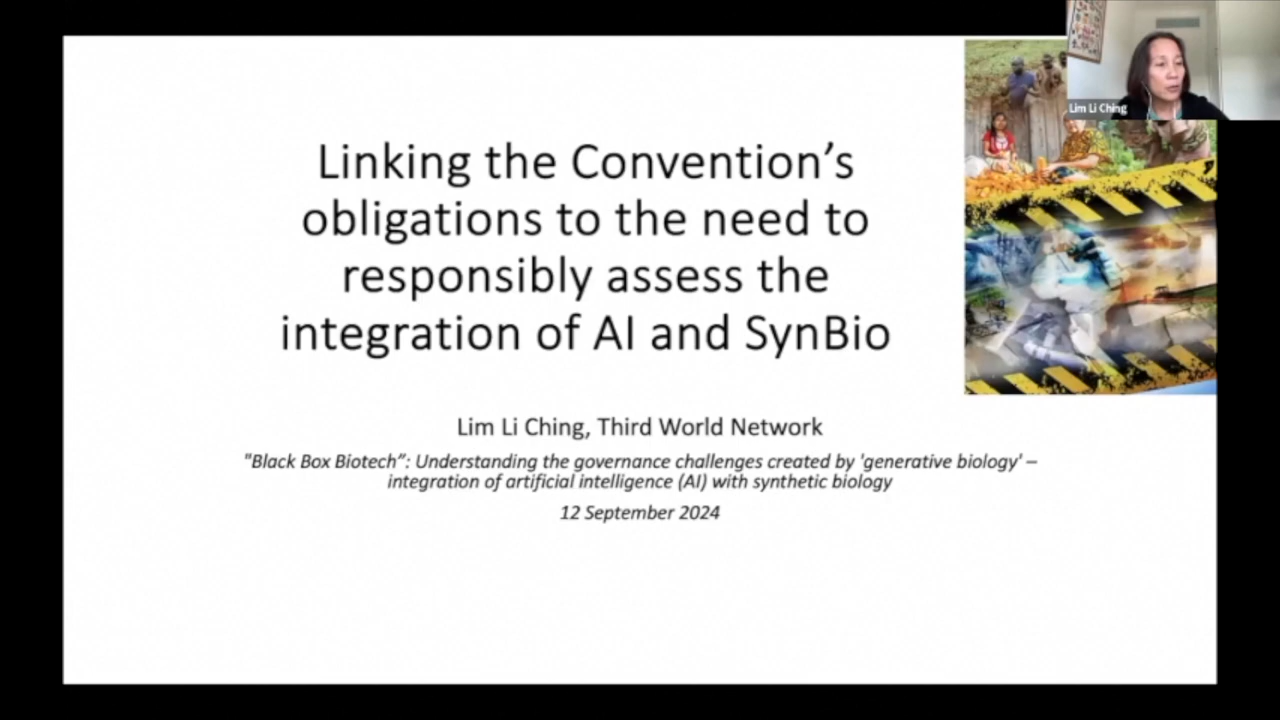 Linking the Convention’s
obligations to the need to
responsibly assess the
integration of AI and SynBio
Lim Li Ching, Third World Network
"Black Box Biotech”: Understanding the governance challenges created by 'generative biology' –
integration of artificial intelligence (AI) with synthetic biology
12 September 2024
Lim Li Ching